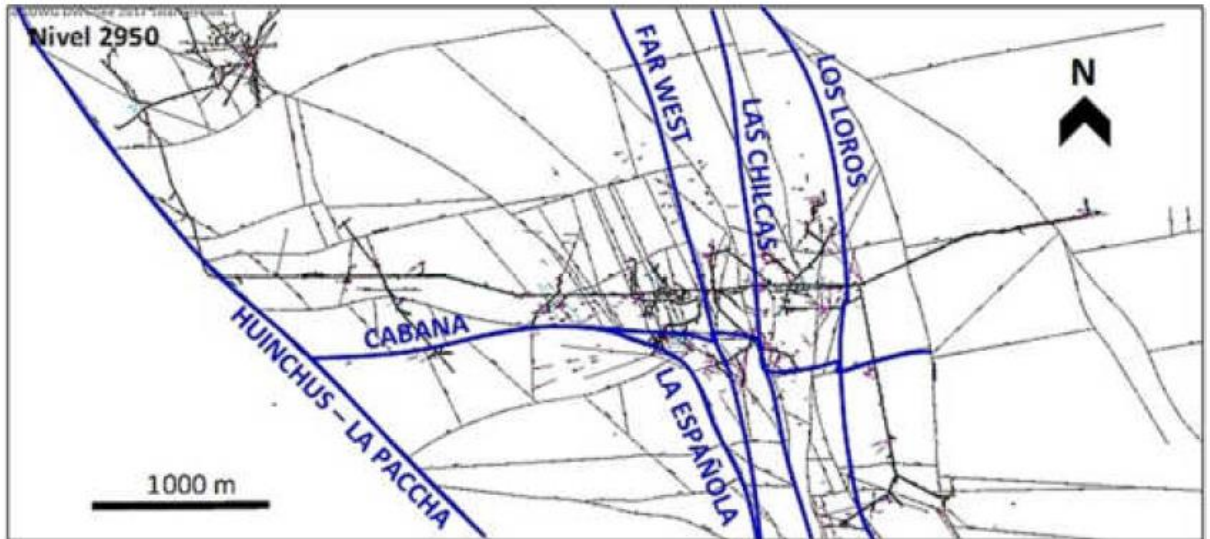 Nivel 2950
N
FAR WEST
LAS CHILCAS
LOS LOROS
CABANA
HUINCHUS – LA PACCHA
LA ESPAÑOLA
1000 m